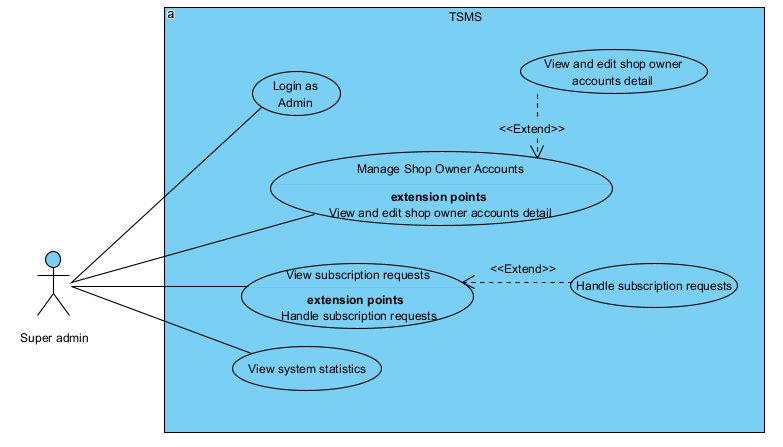 a
TSMS
View and edit shop owner
accounts detail
Login as
Admin
<<Extend>>
Manage Shop Owner Accounts
extension points
View and edit shop owner accounts detail
View subscription requests
extension points
Handle subscription requests
<<Extend>>
Handle subscription requests
Super admin
View system statistics